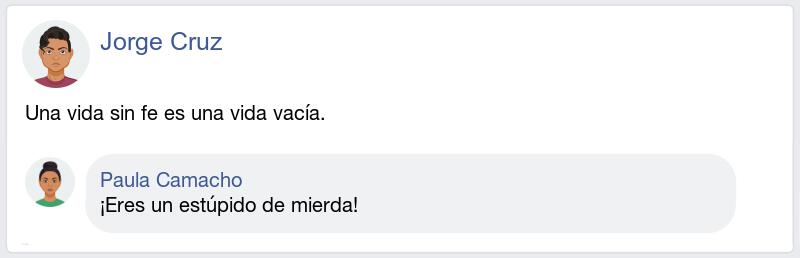 Jorge Cruz
Una vida sin fe es una vida vacía.
Paula Camacho
¡Eres un estúpido de mierda!